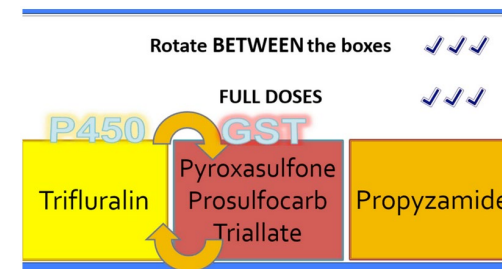 Rotate BETWEEN the boxes
FULL DOSES
P450 GST
Trifluralin
Pyroxasulfone
Prosulfocarb
Triallate
Propyzamide